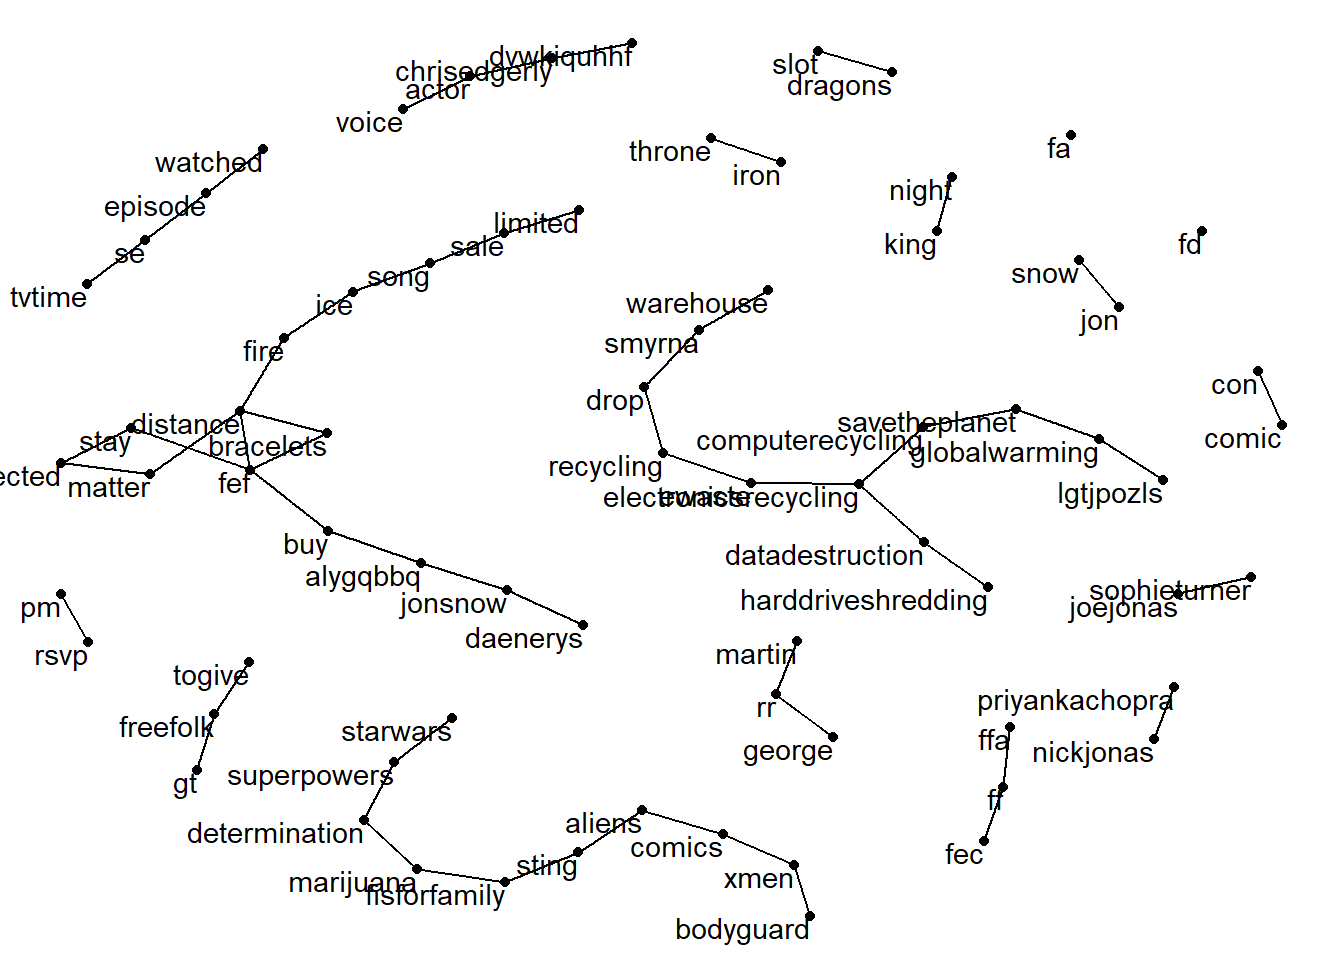 dvwkiquhhf
slot
chrisedgerly
dragons
actor
voice
throne
fa
watched
iron
night
episode
limited
king
fd
se
sale
snow
song
tvtime
ice
warehouse
jon
smyrna
fire
con
drop
distance
savetheplanet
stay
bracelets
computerecycling
comic
globalwarming
recycling
ected
matter
fef
electronicsrecycling
ewaste
lgtjpozls
buy
datadestruction
alygqbbq
sophieturner
harddriveshredding
jonsnow
pm
joejonas
daenerys
rsvp
martin
togive
priyankachopra
rr
freefolk
starwars
ffa
george
nickjonas
superpowers
gt
ff
aliens
determination
comics
fec
sting
xmen
marijuana
fisforfamily
bodyguard